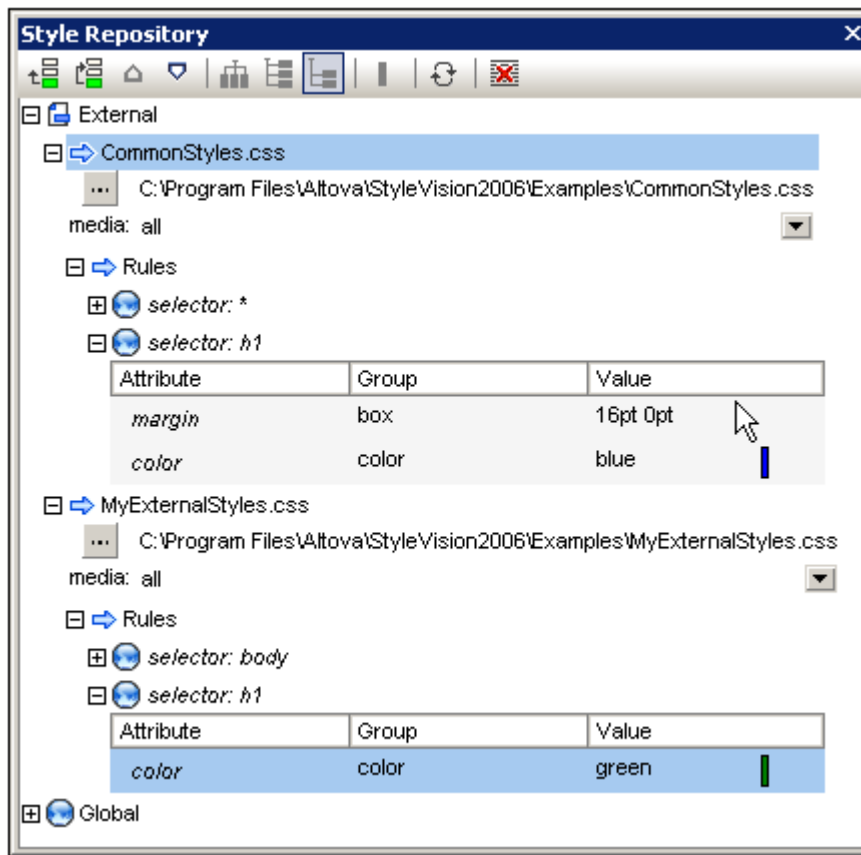 Style Repository
External
CommonStyles.css
... C:\Program Files\Altova\StyleVision2006\Examples\CommonStyles.css
media: all
Rules
selector: *
selector: h1
Attribute Group Value
margin box 16pt 0pt
color color blue
MyExternalStyles.css
... C:\Program Files\Altova\StyleVision2006\Examples\MyExternalStyles.css
media: all
Rules
selector: body
selector: h1
Attribute Group Value
color color green
Global